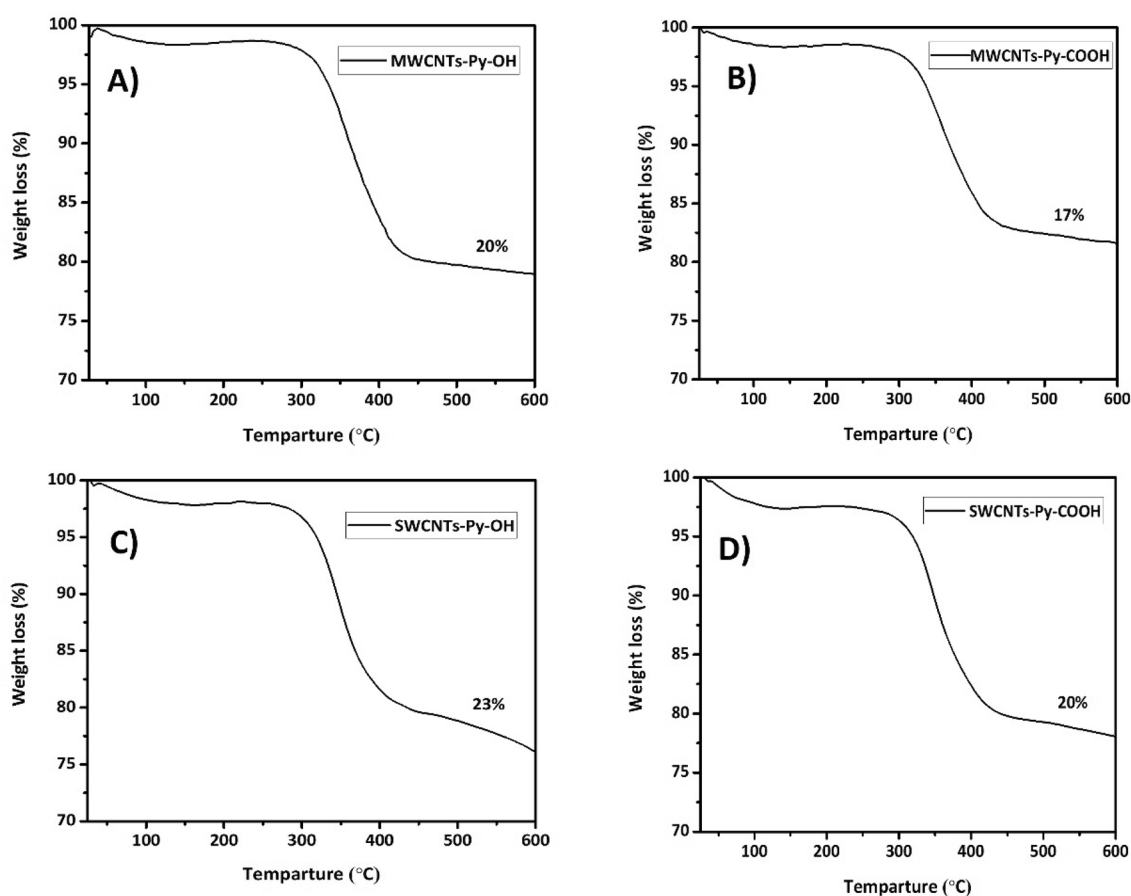 A)
MWCNTs-Py-OH
20%
Weight loss (%)
100
95
90
85
80
75
70
100 200 300 400 500 600
Temparture (°C)
B)
MWCNTs-Py-COOH
17%
Weight loss (%)
100
95
90
85
80
75
70
100 200 300 400 500 600
Temparture (°C)
C)
SWCNTs-Py-OH
23%
Weight loss (%)
100
95
90
85
80
75
70
100 200 300 400 500 600
Temparture (°C)
D)
SWCNTs-Py-COOH
20%
Weight loss (%)
100
95
90
85
80
75
70
100 200 300 400 500 600
Temparture (°C)